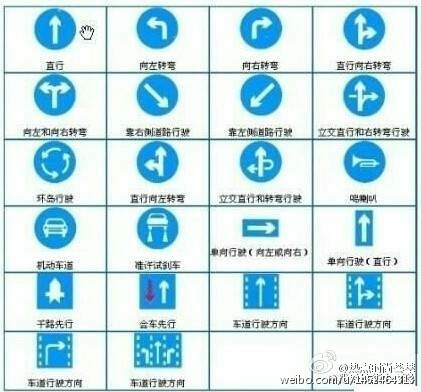 直行
向左转弯
向右转弯
直行向右转弯
向左和向右转弯
靠右侧道路行驶
靠左侧道路行驶
立交直行和右转弯行驶
环岛行驶
直行向左转弯
立交直行和转弯行驶
鸣喇叭
机动车道
准许试刹车
单向行驶(向左或向右)
单向行驶(直行)
干路先行
会车先行
车道行驶方向
车道行驶方向
车道行驶方向
车道行驶方向